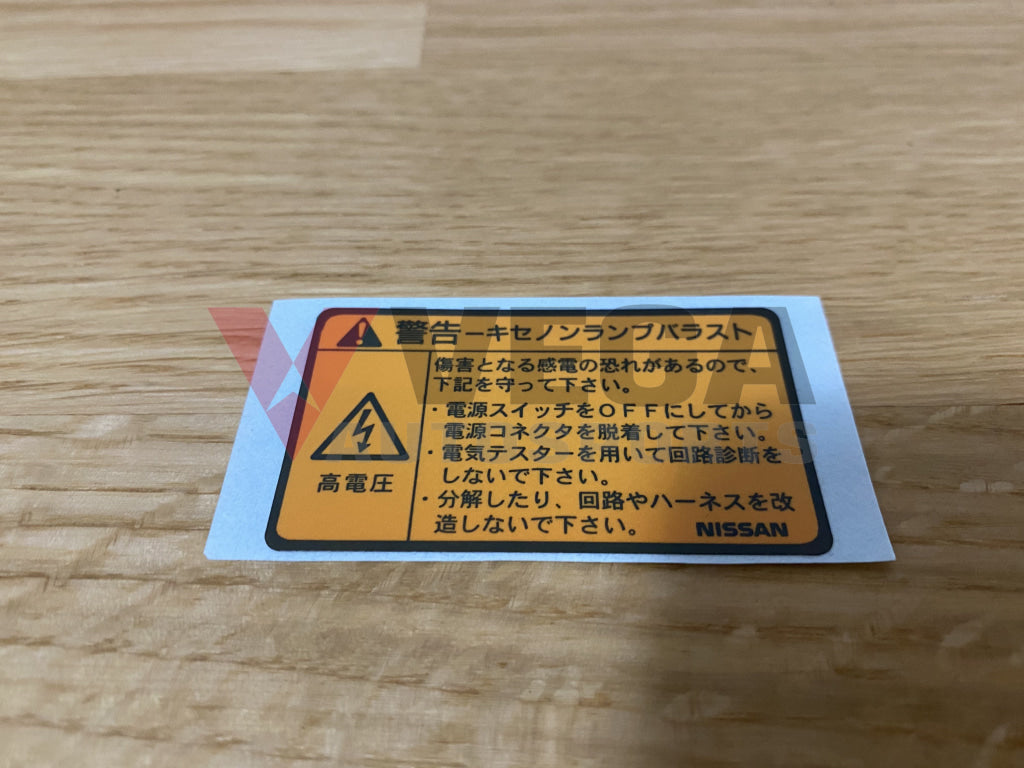 警告－キセノンランプバラスト
傷害となる感電の恐れがあるので、
下記を守って下さい。
・電源スイッチをＯＦＦにしてから
電源コネクタを脱着して下さい。
・電気テスターを用いて回路診断を
しないで下さい。
・分解したり、回路やハーネスを改
造しないで下さい。
高電圧
NISSAN
VEGA
AUTOSPARES